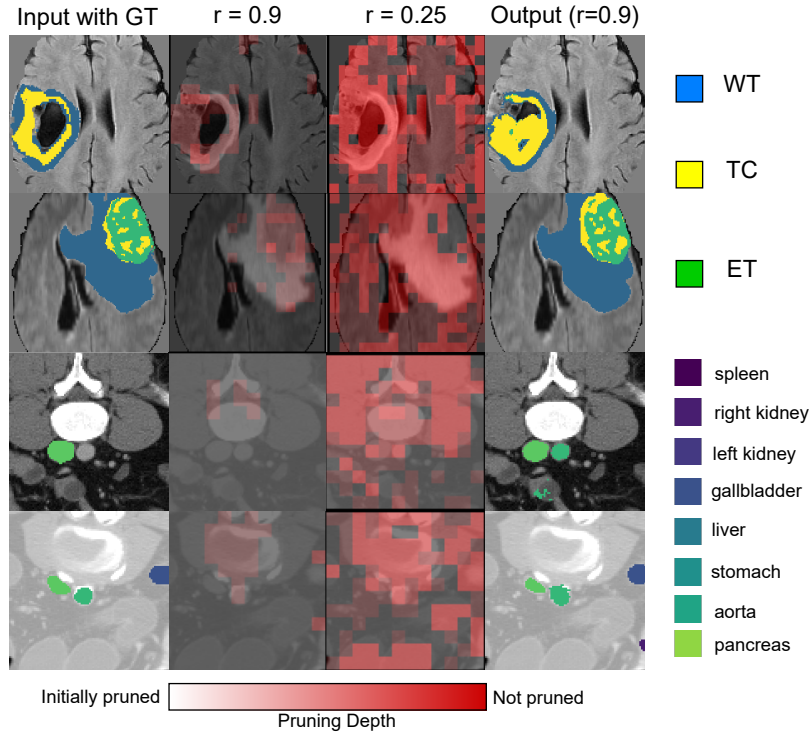 Input with GT
r = 0.9
r = 0.25
Output (r=0.9)
WT
TC
ET
spleen
right kidney
left kidney
gallbladder
liver
stomach
aorta
pancreas
Initially pruned
Not pruned
Pruning Depth